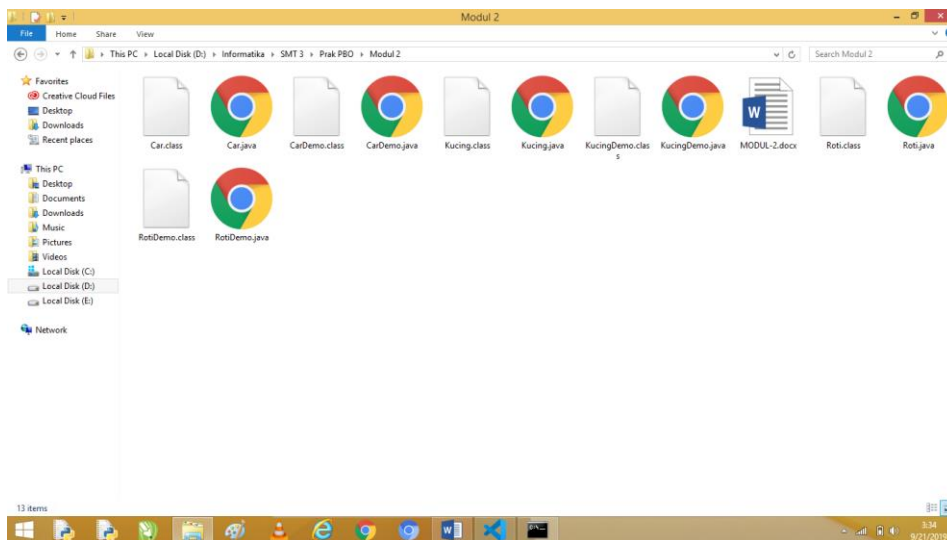 Modul 2
File Home Share View
This PC Local Disk (D:) Informatika SMT 3 Prak PBO Modul 2
Search Modul 2
Favorites
Creative Cloud Files
Desktop
Downloads
Recent places
This PC
Desktop
Documents
Downloads
Music
Pictures
Videos
Local Disk (C:)
Local Disk (D:)
Local Disk (E:)
Network
Car.class Car.java CarDemo.class CarDemo.java Kucing.class Kucing.java KucingDemo.clas KucingDemo.java MODUL-2.docx Roti.class Roti.java
s
RotiDemo.class RotiDemo.java
13 items
W
3:34
9/21/2019